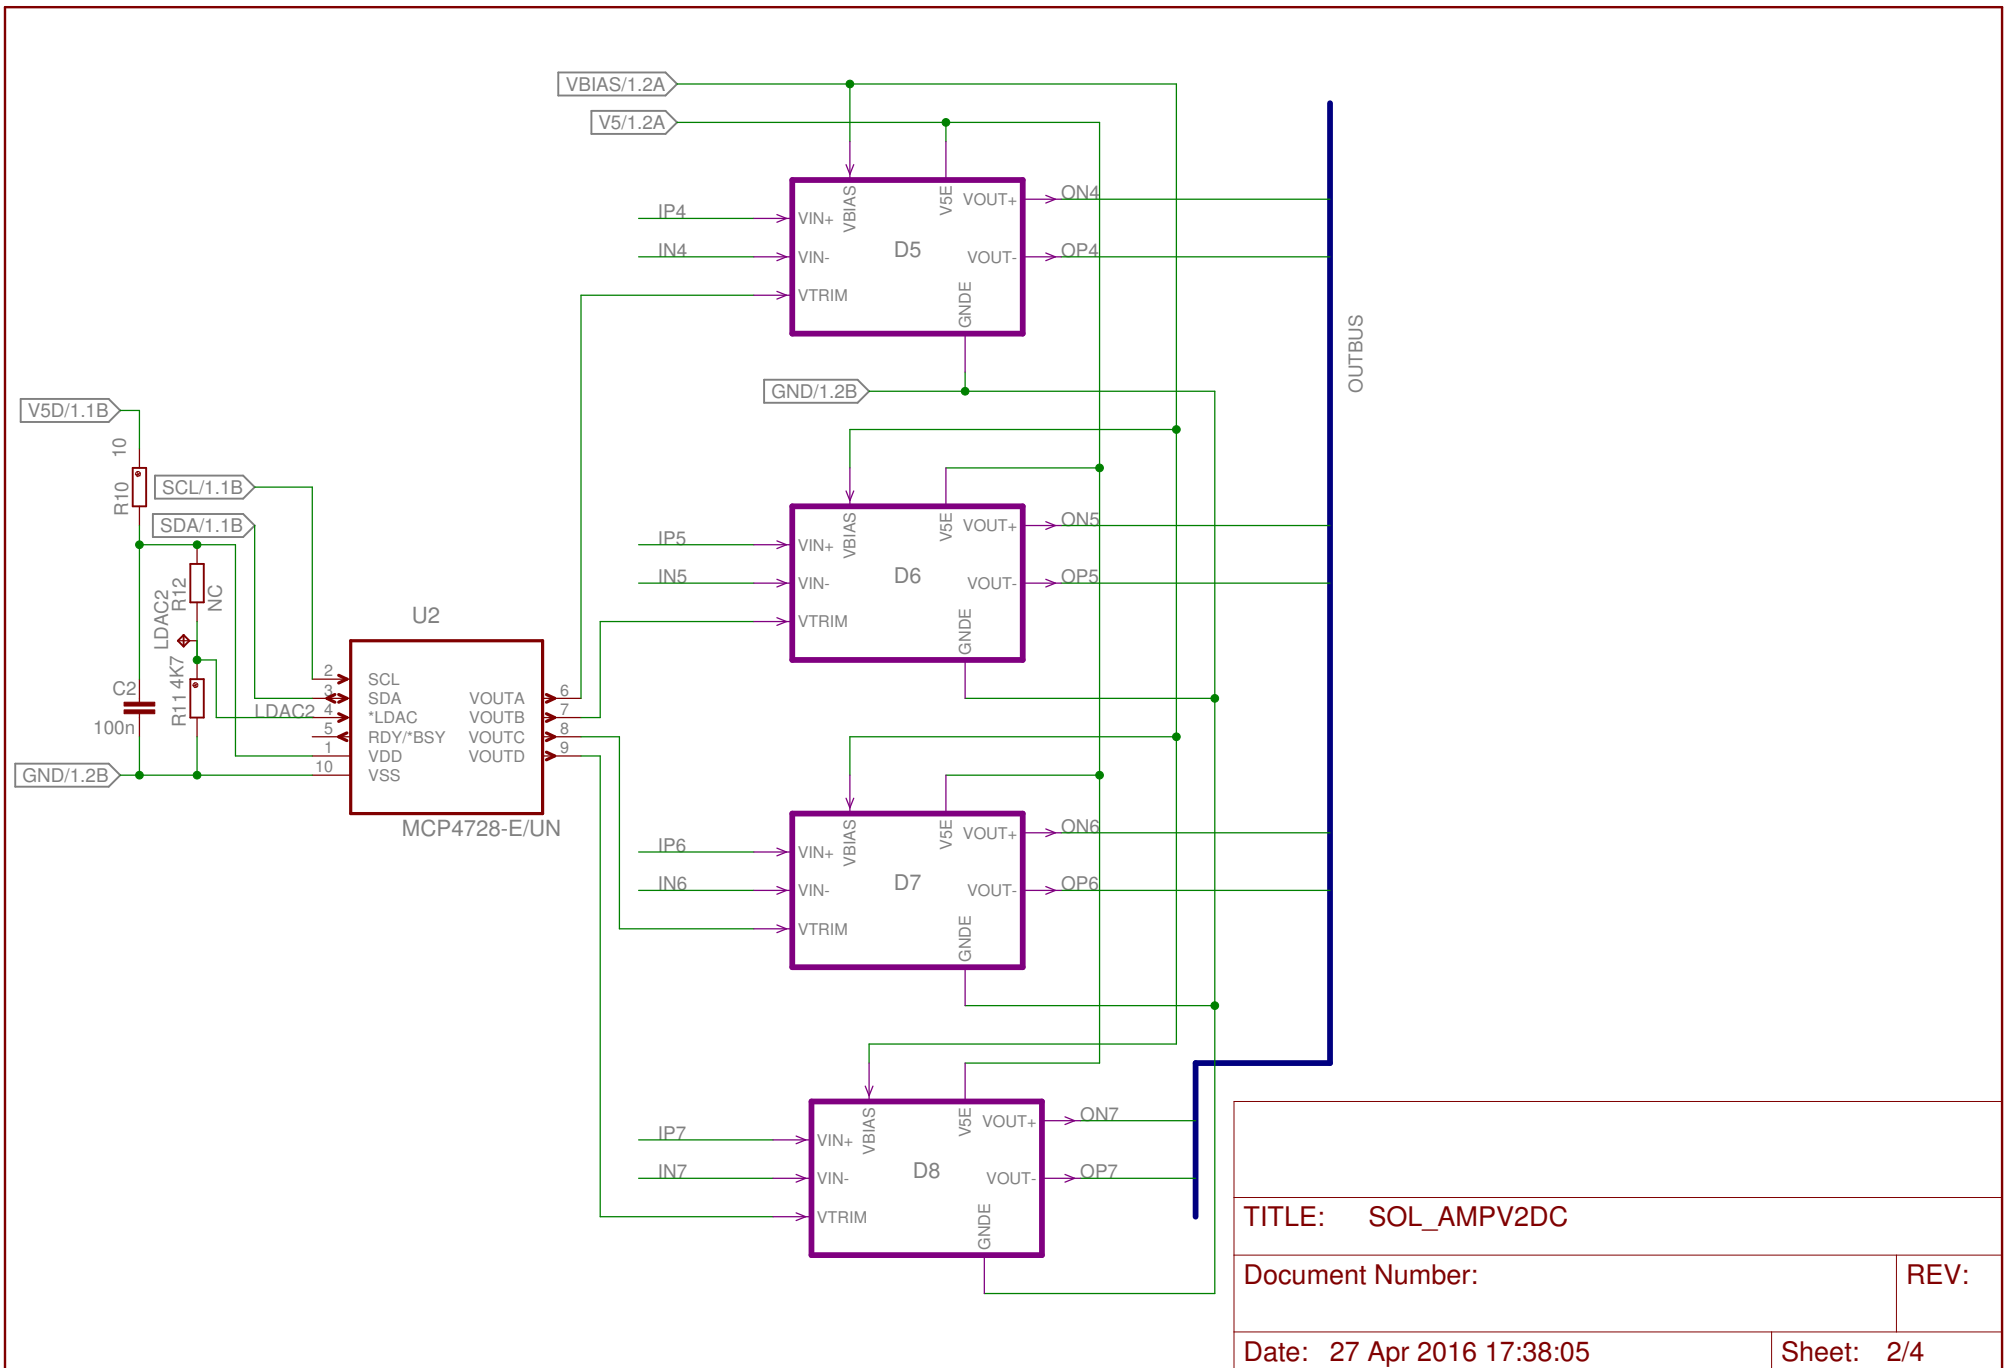 VBIAS/1.2A
V5/1.2A
VBIAS
V5E
VOUT+
ON4
IP4
VIN+
IN4
VIN-
D5
VOUT-
OP4
VTRIM
GNDE
OUTBUS
GND/1.2B
V5D/1.1B
10
R10
SCL/1.1B
SDA/1.1B
VBIAS
V5E
VOUT+
ON5
IP5
VIN+
IN5
VIN-
D6
VOUT-
OP5
VTRIM
GNDE
R12
NC
LDAC2
R11
4K7
C2
100n
GND/1.2B
LDAC2
U2
2 SCL
3 SDA
4 *LDAC
5 RDY/*BSY
1 VDD
10 VSS
VOUTA 6
VOUTB 7
VOUTC 8
VOUTD 9
MCP4728-E/UN
VBIAS
V5E
VOUT+
ON6
IP6
VIN+
IN6
VIN-
D7
VOUT-
OP6
VTRIM
GNDE
VBIAS
V5E
VOUT+
ON7
IP7
VIN+
IN7
VIN-
D8
VOUT-
OP7
VTRIM
GNDE
TITLE: SOL_AMPV2DC
Document Number:
REV:
Date: 27 Apr 2016 17:38:05
Sheet: 2/4